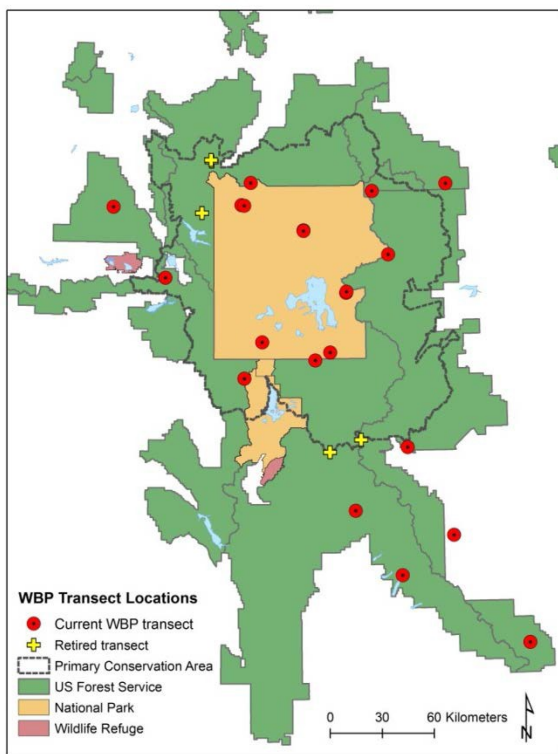 WBP Transect Locations
Current WBP transect
Retired transect
Primary Conservation Area
US Forest Service
National Park
Wildlife Refuge
0 30 60 Kilometers
N